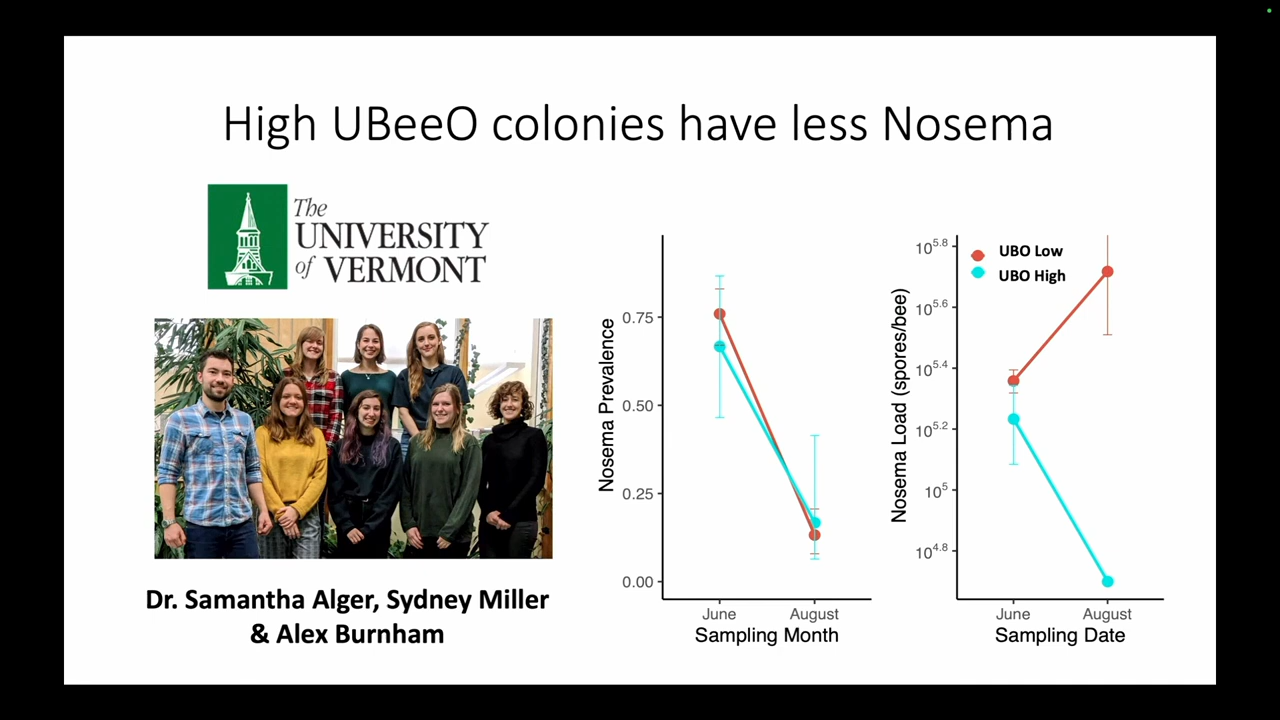 High UBeeO colonies have less Nosema
The
UNIVERSITY
of VERMONT
Dr. Samantha Alger, Sydney Miller
& Alex Burnham
Nosema Prevalence
0.75
0.50
0.25
0.00
June August
Sampling Month
Nosema Load (spores/bee)
10^5.8
10^5.6
10^5.4
10^5.2
10^5
10^4.8
UBO Low
UBO High
June August
Sampling Date